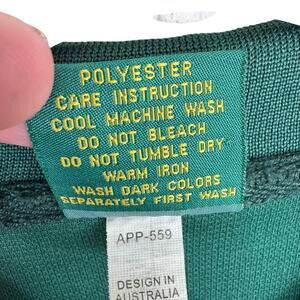 POLYESTER
CARE INSTRUCTION
COOL MACHINE WASH
DO NOT BLEACH
DO NOT TUMBLE DRY
WARM IRON
WASH DARK COLORS
SEPARATELY FIRST WASH
APP-559
DESIGN IN
AUSTRALIA